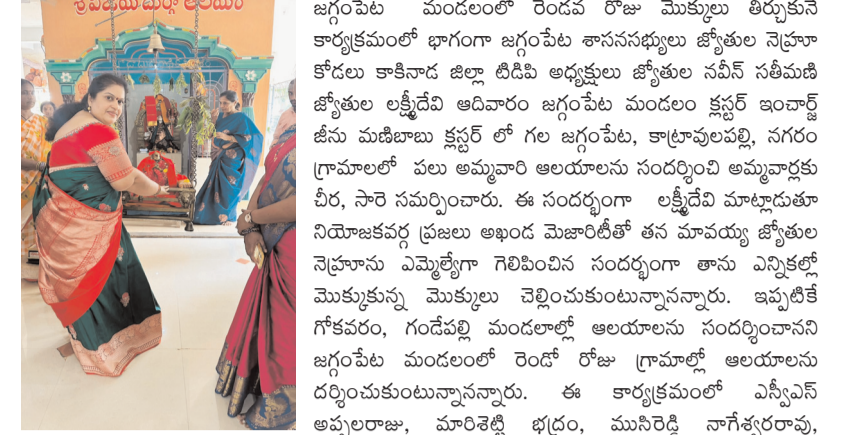 శ్రీ విజయదుర్గా ఆలయం
జగ్గంపేట మండలంలో రెండవ రోజు మొక్కులు తీర్చుకునే
కార్యక్రమంలో భాగంగా జగ్గంపేట శాసనసభ్యులు జ్యోతుల నెహ్రూ
కోడలు కాకినాడ జిల్లా టిడిపి అధ్యక్షులు జ్యోతుల నవీన్ సతీమణి
జ్యోతుల లక్ష్మీదేవి ఆదివారం జగ్గంపేట మండలం క్లస్టర్ ఇంచార్జ్
జీను మణిబాబు క్లస్టర్ లో గల జగ్గంపేట, కాట్రావులపల్లి, నగరం
గ్రామాలలో పలు అమ్మవారి ఆలయాలను సందర్శించి అమ్మవార్లకు
చీర, సారె సమర్పించారు. ఈ సందర్భంగా లక్ష్మీదేవి మాట్లాడుతూ
నియోజకవర్గ ప్రజలు అఖండ మెజారిటీతో తన మావయ్య జ్యోతుల
నెహ్రూను ఎమ్మెల్యేగా గెలిపించిన సందర్భంగా తాను ఎన్నికల్లో
మొక్కుకున్న మొక్కులు చెల్లించుకుంటున్నానన్నారు. ఇప్పటికే
గోకవరం, గండేపల్లి మండలాల్లో ఆలయాలను సందర్శించానని
జగ్గంపేట మండలంలో రెండో రోజు గ్రామాల్లో ఆలయాలను
దర్శించుకుంటున్నానన్నారు. ఈ కార్యక్రమంలో ఎస్వీఎస్
అప్పలరాజు, మారిశెట్టి భద్రం, ముసిరెడ్డి నాగేశ్వరరావు,